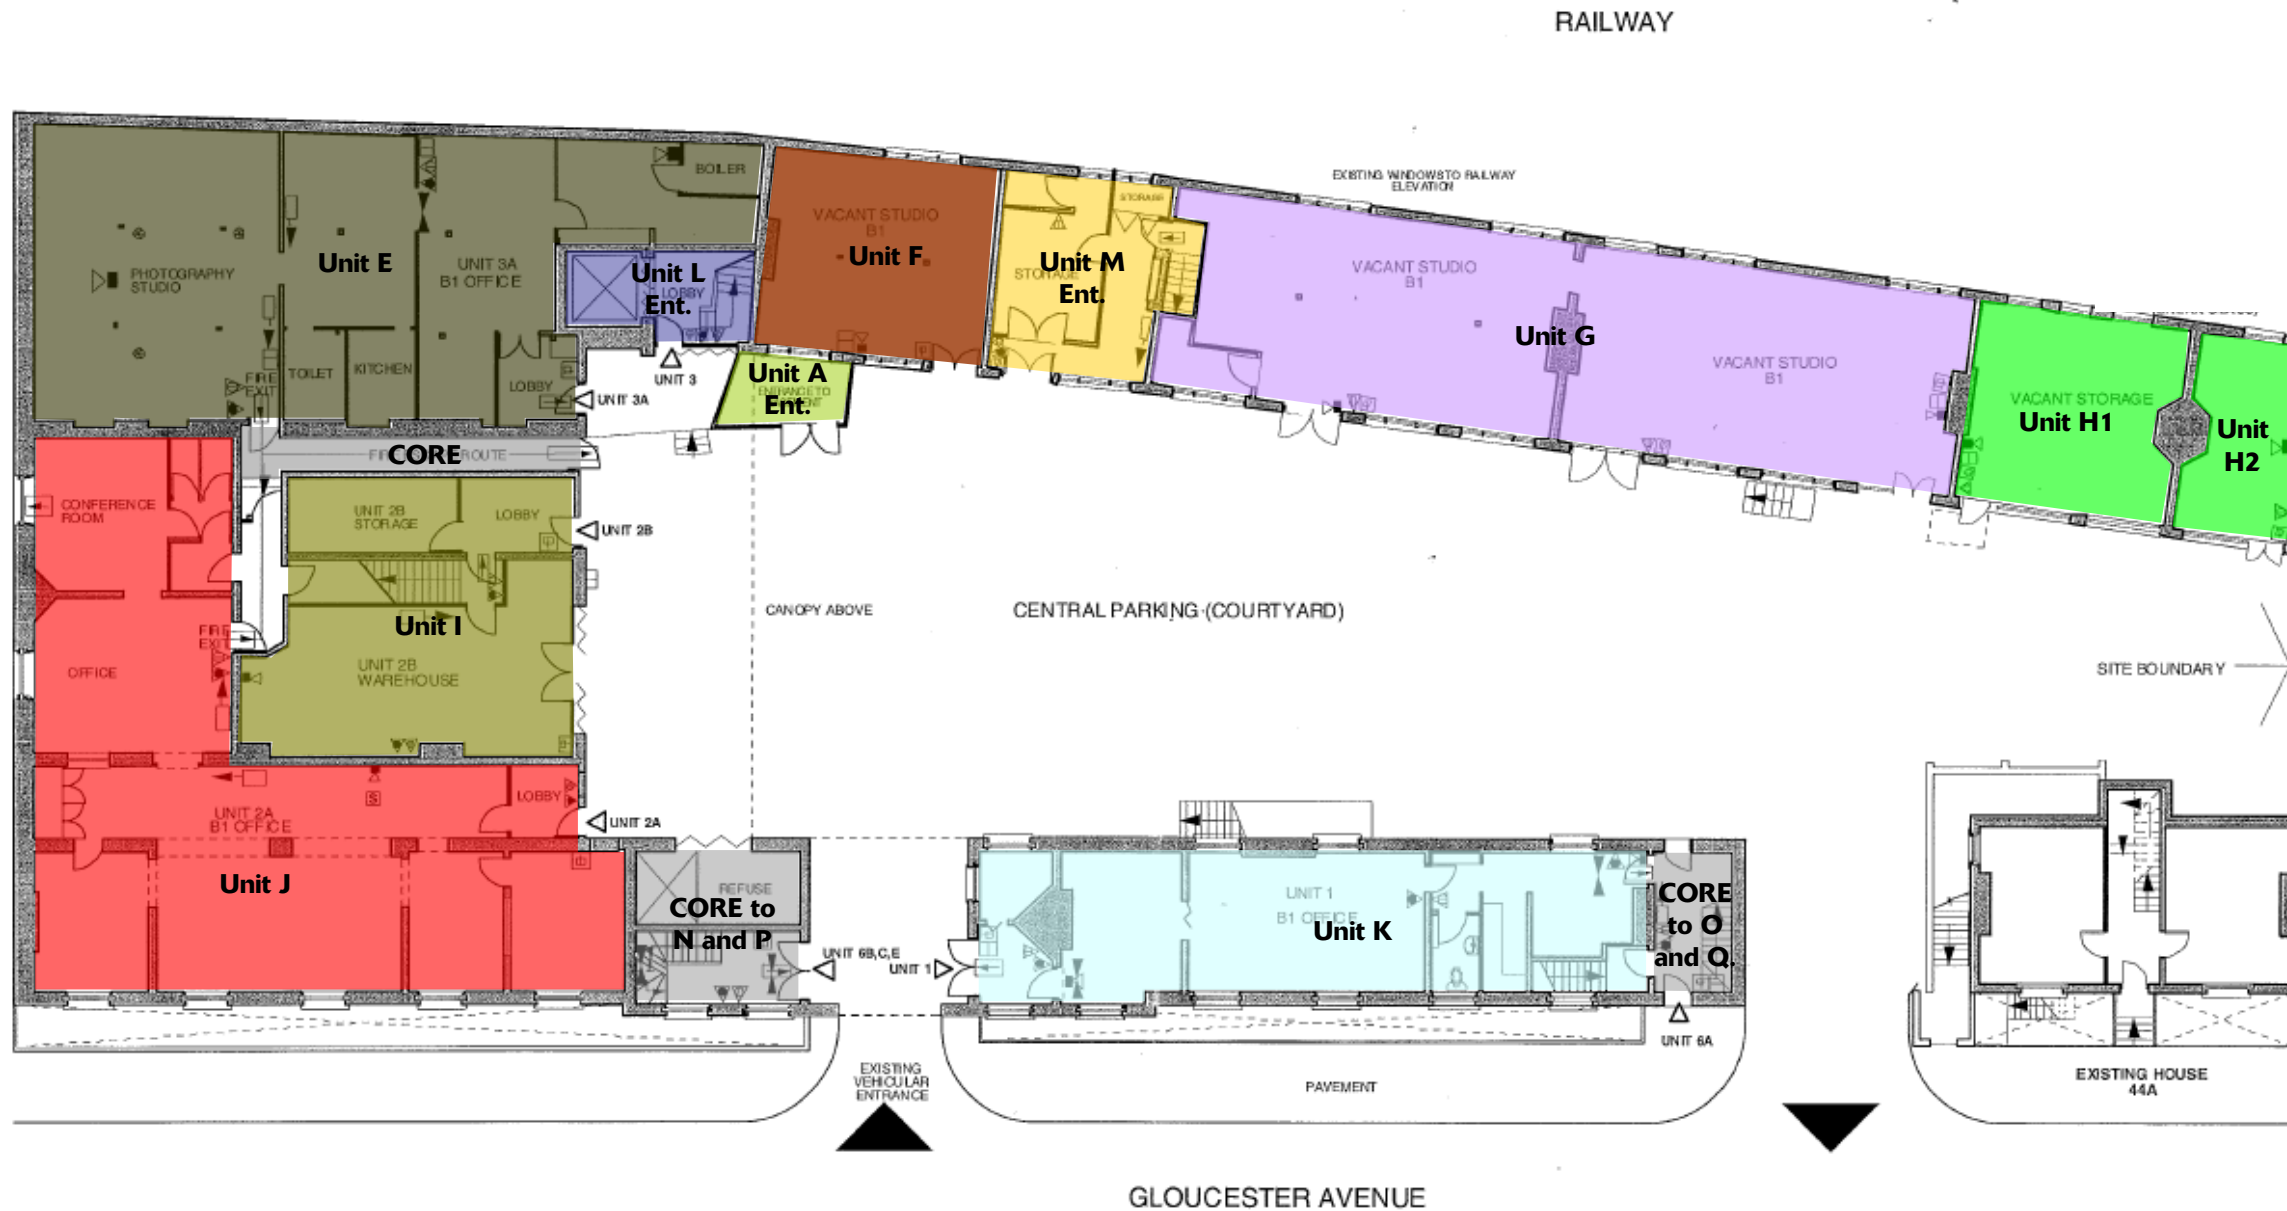 RAILWAY
EXISTING WINDOWS TO RAILWAY
ELEVATION
BOILER
PHOTOGRAPHY
STUDIO
Unit E
UNIT 3A
B1 OFFICE
Unit L
Ent.
LOBBY
VACANT STUDIO
B1
Unit F
STORAGE
STORAGE
Unit M
Ent.
VACANT STUDIO
B1
Unit G
VACANT STUDIO
B1
VACANT STORAGE
Unit H1
Unit
H2
FIRE
EXIT
TOILET
KITCHEN
LOBBY
UNIT 3
UNIT 3A
Unit A
ENTRANCE TO
Ent.
CORE
ROUTE
CONFERENCE
ROOM
UNIT 2B
STORAGE
LOBBY
UNIT 2B
CANOPY ABOVE
CENTRAL PARKING (COURTYARD)
Unit I
FIRE
EXIT
OFFICE
UNIT 2B
WAREHOUSE
SITE BOUNDARY
UNIT 2A
B1 OFFICE
S
LOBBY
UNIT 2A
Unit J
REFUSE
CORE to
N and P
UNIT 6B,C,E
UNIT 1
UNIT 1
B1 OFFICE
Unit K
CORE
to O
and Q.
UNIT 6A
EXISTING
VEHICULAR
ENTRANCE
PAVEMENT
EXISTING HOUSE
44A
GLOUCESTER AVENUE